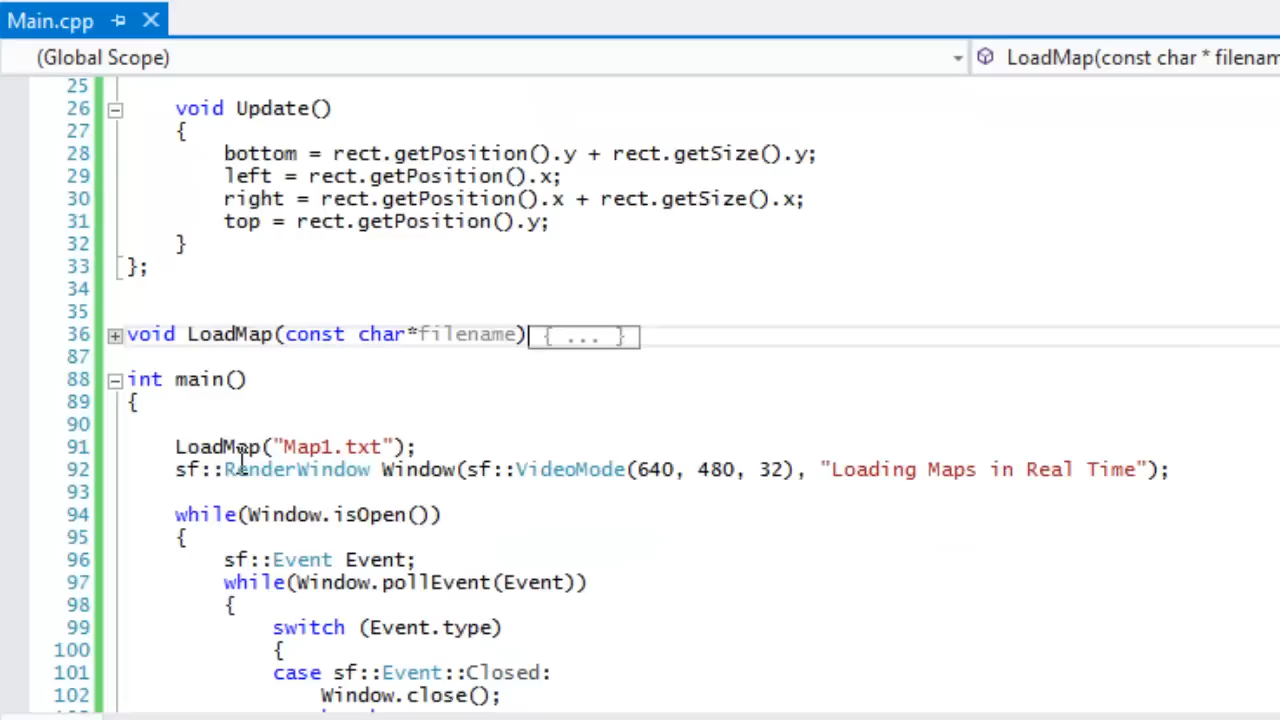 Main.cpp
(Global Scope) LoadMap(const char * filenam
25
26 void Update()
27 {
28 bottom = rect.getPosition().y + rect.getSize().y;
29 left = rect.getPosition().x;
30 right = rect.getPosition().x + rect.getSize().x;
31 top = rect.getPosition().y;
32 }
33 };
34
35
36 void LoadMap(const char*filename){ ... }
87
88 int main()
89 {
90
91 LoadMap("Map1.txt");
92 sf::RenderWindow Window(sf::VideoMode(640, 480, 32), "Loading Maps in Real Time");
93
94 while(Window.isOpen())
95 {
96 sf::Event Event;
97 while(Window.pollEvent(Event))
98 {
99 switch (Event.type)
100 {
101 case sf::Event::Closed:
102 Window.close();